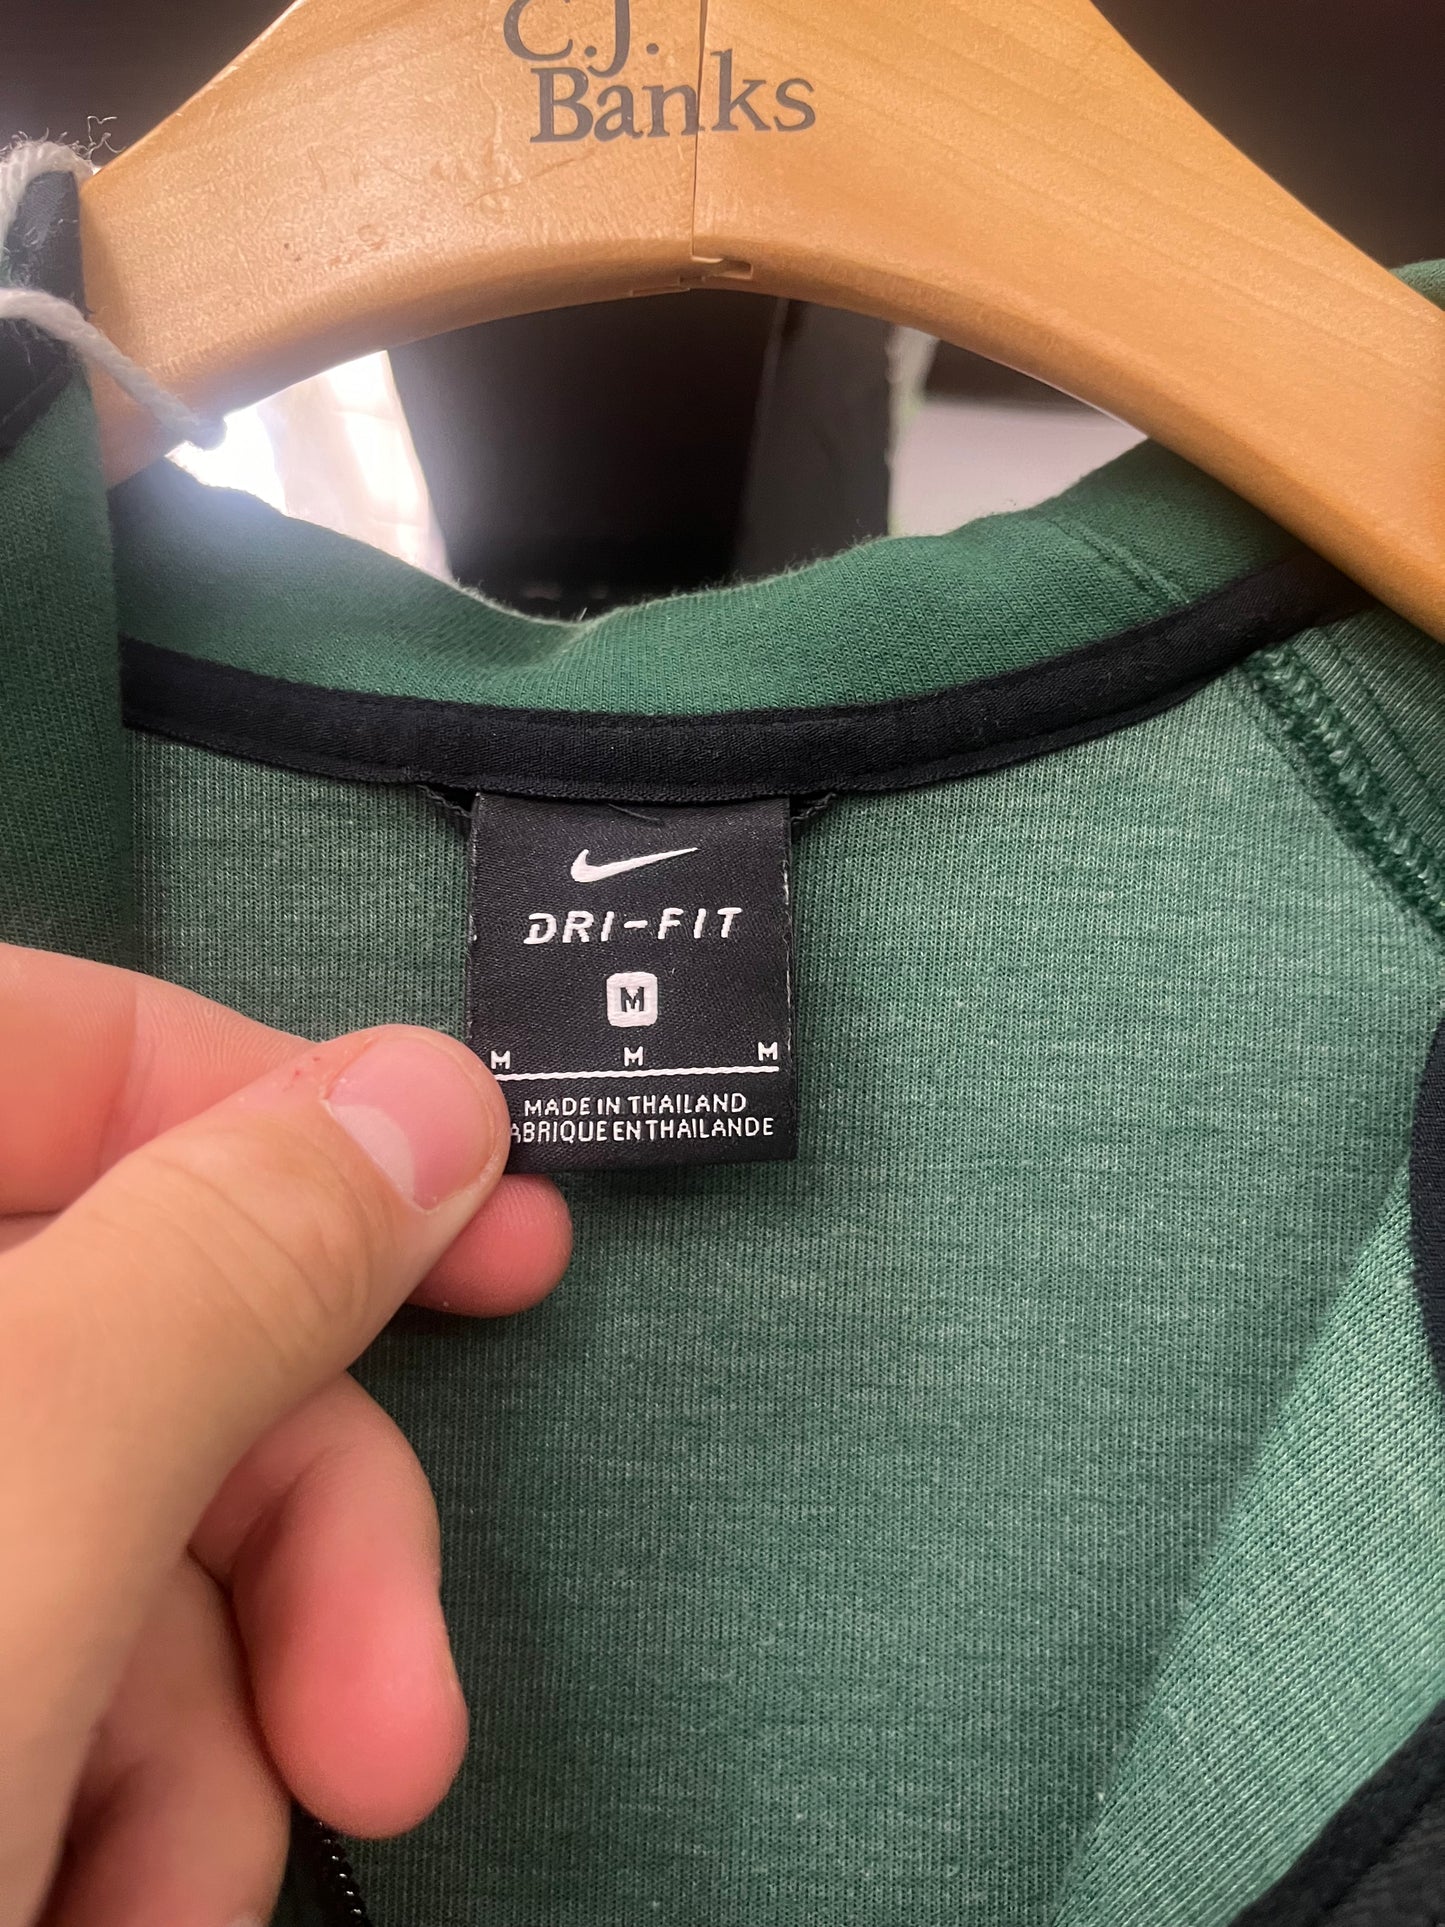 C.J.
Banks
DRI-FIT
M
M M M
MADE IN THAILAND
ABRIQUE EN THAILANDE